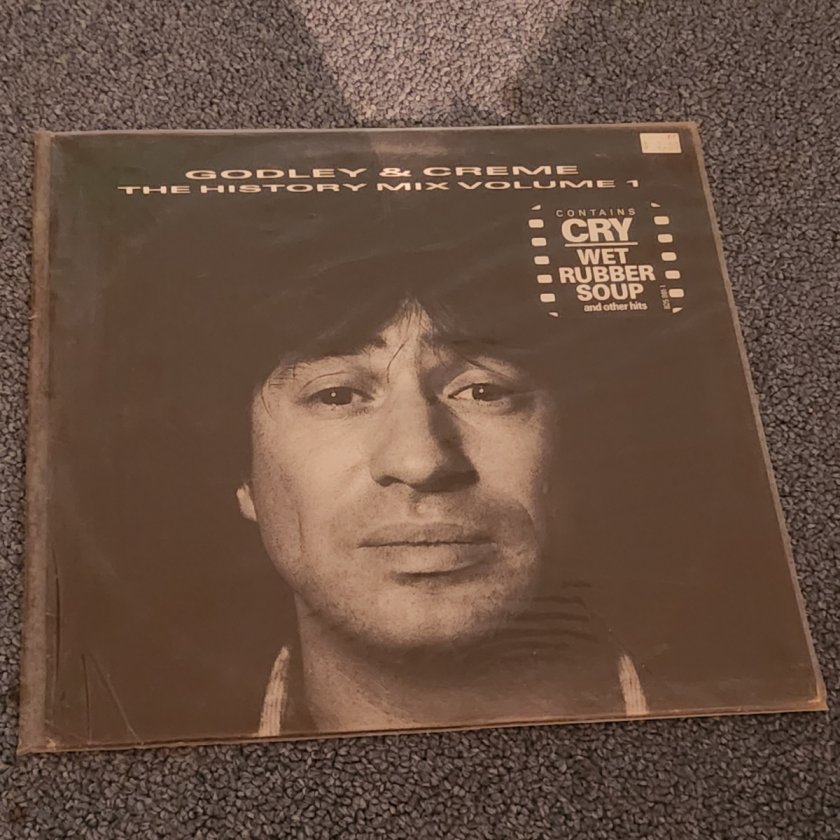 GODLEY & CREME
THE HISTORY MIX VOLUME 1
CONTAINS
CRY
WET
RUBBER
SOUP
and other hits